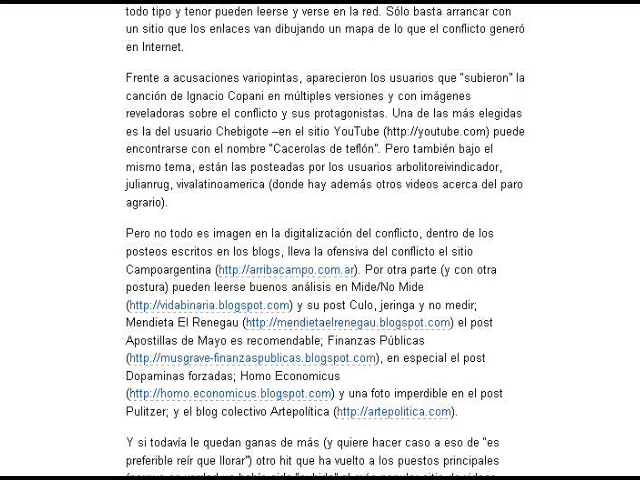 todo tipo y tenor pueden leerse y verse en la red. Sólo basta arrancar con
un sitio que los enlaces van dibujando un mapa de lo que el conflicto generó
en Internet.
Frente a acusaciones variopintas, aparecieron los usuarios que "subieron" la
canción de Ignacio Copani en múltiples versiones y con imágenes
reveladoras sobre el conflicto y sus protagonistas. Una de las más elegidas
es la del usuario Chebigote –en el sitio YouTube (http://youtube.com) puede
encontrarse con el nombre "Cacerolas de teflón". Pero también bajo el
mismo tema, están las posteadas por los usuarios arbolitoreivindicador,
julianrug, vivalatinoamerica (donde hay además otros videos acerca del paro
agrario).
Pero no todo es imagen en la digitalización del conflicto, dentro de los
posteos escritos en los blogs, lleva la ofensiva del conflicto el sitio
Campoargentina (http://arribacampo.com.ar). Por otra parte (y con otra
postura) pueden leerse buenos análisis en Mide/No Mide
(http://vidabinaria.blogspot.com) y su post Culo, jeringa y no medir;
Mendieta El Renegau (http://mendietaelrenegau.blogspot.com) el post
Apostillas de Mayo es recomendable; Finanzas Públicas
(http://musgrave-finanzaspublicas.blogspot.com), en especial el post
Dopaminas forzadas; Homo Economicus
(http://homo.economicus.blogspot.com) y una foto imperdible en el post
Pulitzer; y el blog colectivo Artepolítica (http://artepolitica.com).
Y si todavía le quedan ganas de más (y quiere hacer caso a eso de "es
preferible reír que llorar") otro hit que ha vuelto a los puestos principales